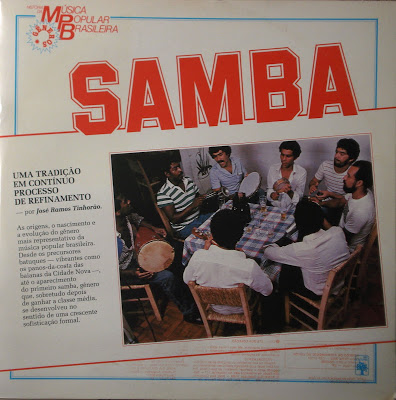 HISTÓRIA DA
MÚSICA
POPULAR
BRASILEIRA
GÊNEROS
SAMBA
UMA TRADIÇÃO
EM CONTÍNUO
PROCESSO
DE REFINAMENTO
— por José Ramos Tinhorão.
As origens, o nascimento e
a evolução do gênero
mais representativo da
música popular brasileira.
Desde os precursores
batuques — vibrantes como
os panos-da-costa das
baianas da Cidade Nova —,
até o aparecimento
do primeiro samba, gênero
que, sobretudo depois
de ganhar a classe média,
se desenvolveu no
sentido de uma crescente
sofisticação formal.